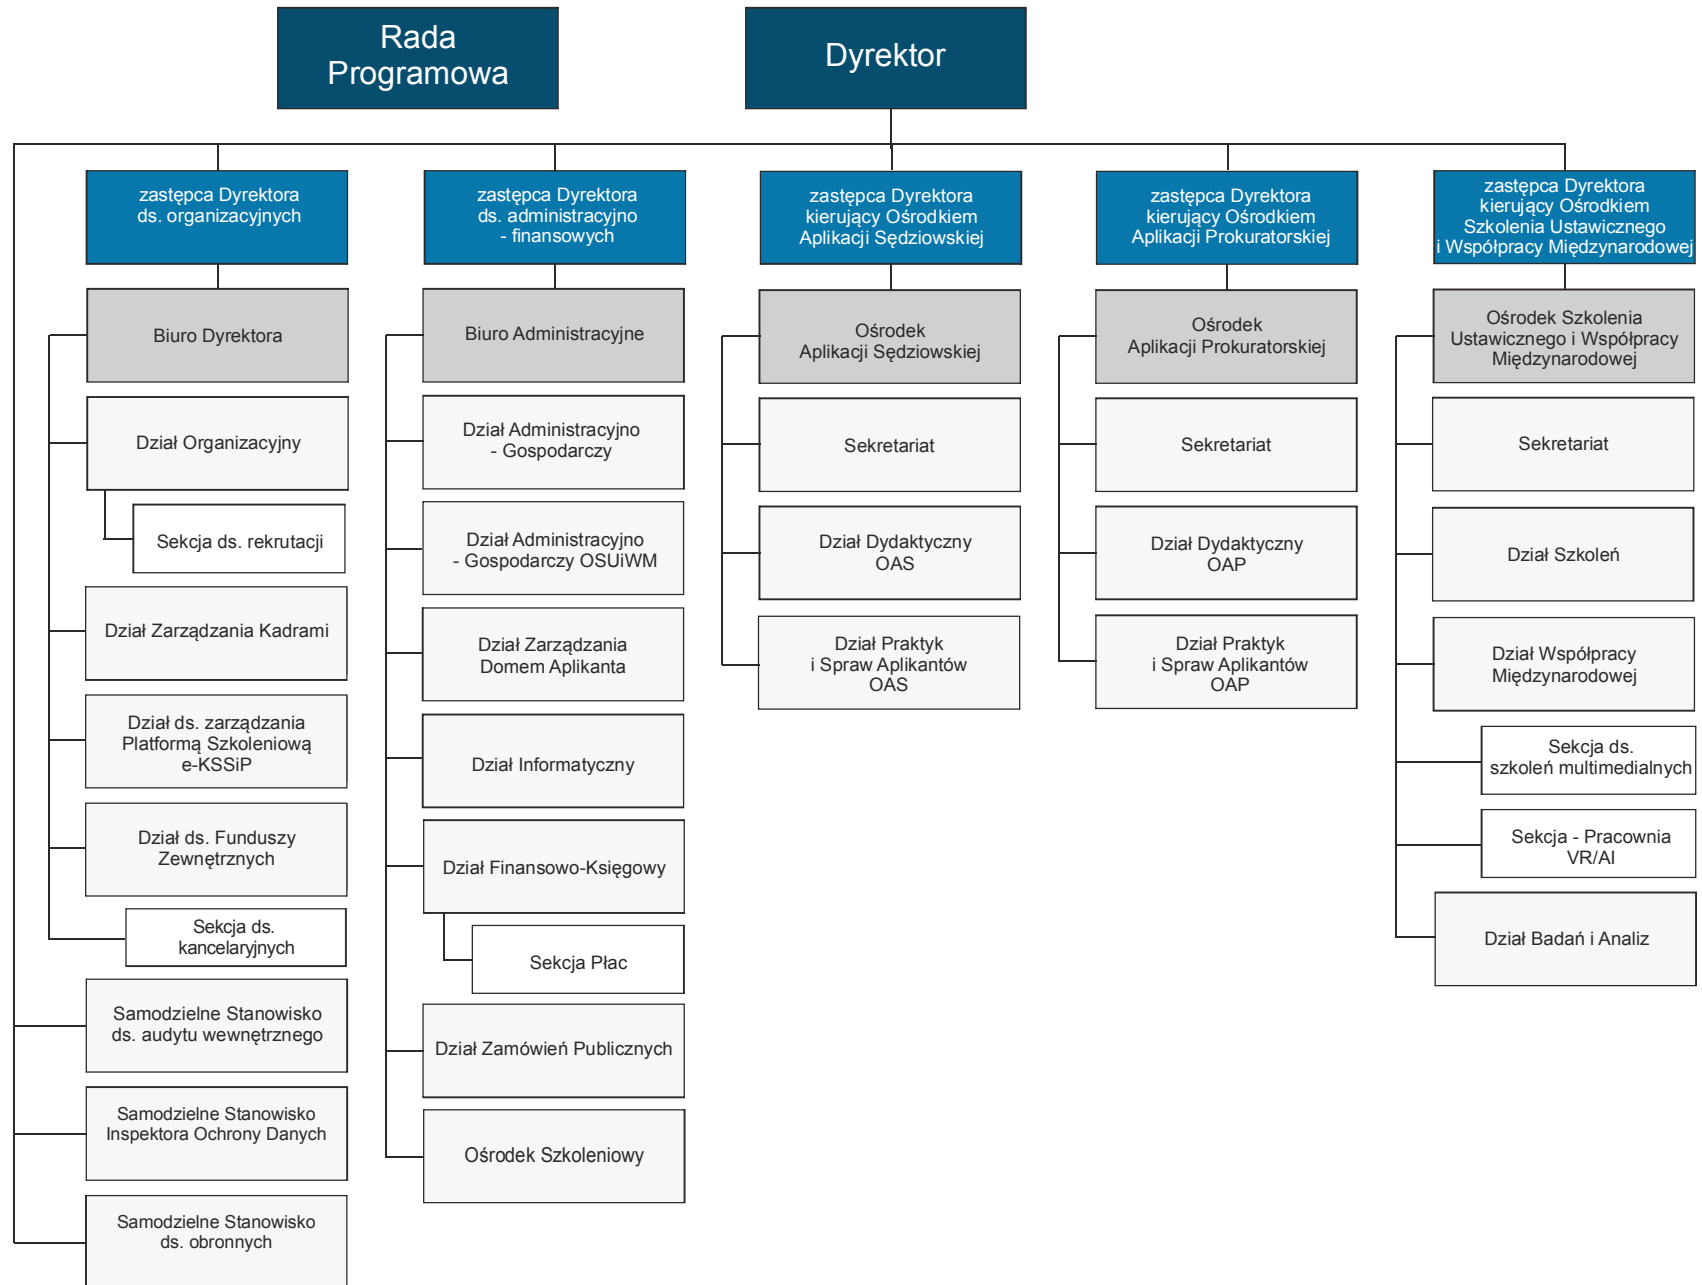 Rada
Programowa
Dyrektor
zastępca Dyrektora
ds. organizacyjnych
zastępca Dyrektora
ds. administracyjno
- finansowych
zastępca Dyrektora
kierujący Ośrodkiem
Aplikacji Sędziowskiej
zastępca Dyrektora
kierujący Ośrodkiem
Aplikacji Prokuratorskiej
zastępca Dyrektora
kierujący Ośrodkiem
Szkolenia Ustawicznego
i Współpracy Międzynarodowej
Biuro Dyrektora
Dział Organizacyjny
Sekcja ds. rekrutacji
Dział Zarządzania Kadrami
Dział ds. zarządzania
Platformą Szkoleniową
e-KSSiP
Dział ds. Funduszy
Zewnętrznych
Sekcja ds.
kancelaryjnych
Samodzielne Stanowisko
ds. audytu wewnętrznego
Samodzielne Stanowisko
Inspektora Ochrony Danych
Samodzielne Stanowisko
ds. obronnych
Biuro Administracyjne
Dział Administracyjno
- Gospodarczy
Dział Administracyjno
- Gospodarczy OSUiWM
Dział Zarządzania
Domem Aplikanta
Dział Informatyczny
Dział Finansowo-Księgowy
Sekcja Płac
Dział Zamówień Publicznych
Ośrodek Szkoleniowy
Ośrodek
Aplikacji Sędziowskiej
Sekretariat
Dział Dydaktyczny
OAS
Dział Praktyk
i Spraw Aplikantów
OAS
Ośrodek
Aplikacji Prokuratorskiej
Sekretariat
Dział Dydaktyczny
OAP
Dział Praktyk
i Spraw Aplikantów
OAP
Ośrodek Szkolenia
Ustawicznego i Współpracy
Międzynarodowej
Sekretariat
Dział Szkoleń
Dział Współpracy
Międzynarodowej
Sekcja ds.
szkoleń multimedialnych
Sekcja - Pracownia
VR/AI
Dział Badań i Analiz